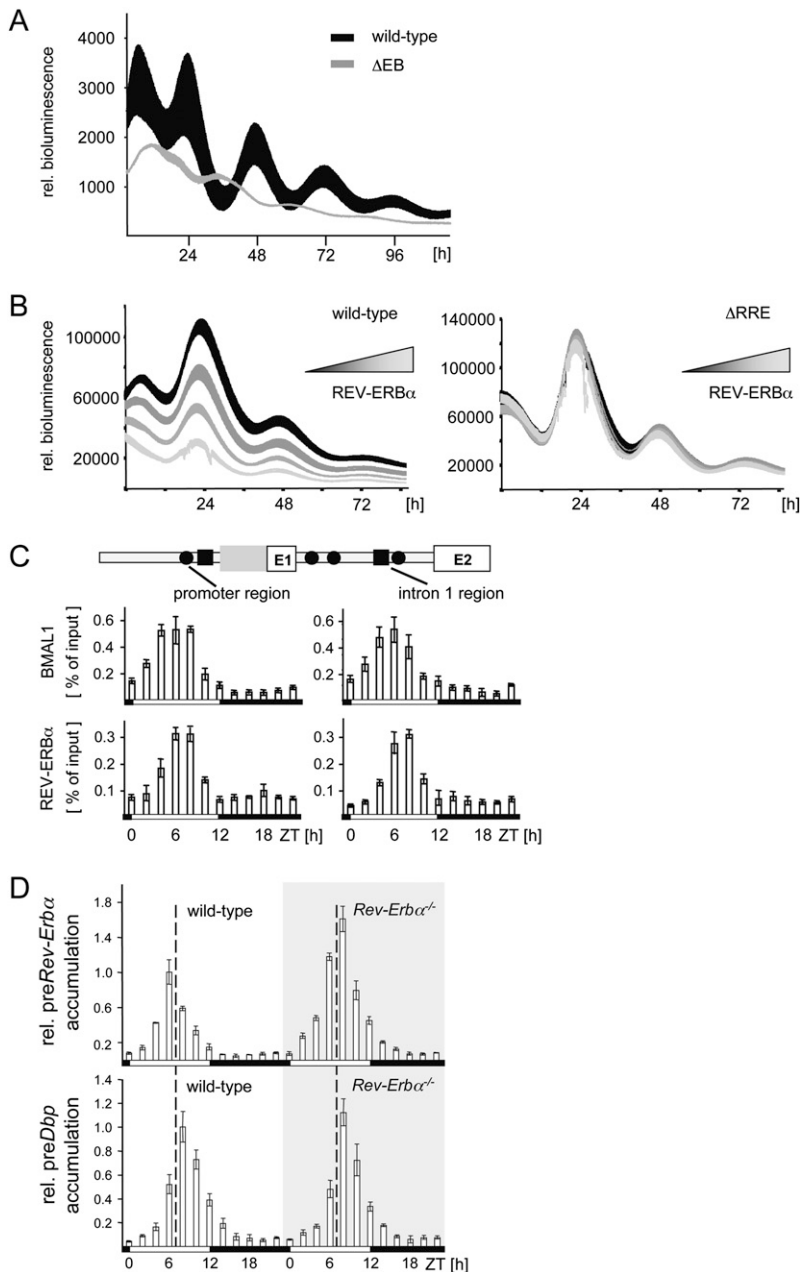 A
rel. bioluminescence
4000
3000
2000
1000
wild-type
ΔEB
24 48 72 96 [h]
B
rel. bioluminescence
100000
60000
20000
wild-type
REV-ERBα
24 48 72 [h]
140000
100000
60000
20000
ΔRRE
REV-ERBα
24 48 72 [h]
C
E1 E2
promoter region
intron 1 region
BMAL1
[ % of input ]
0.6
0.4
0.2
0.6
0.4
0.2
REV-ERBα
[ % of input ]
0.3
0.2
0.1
0.3
0.2
0.1
0 6 12 18 ZT [h]
0 6 12 18 ZT [h]
D
rel. preRev-Erbα
accumulation
1.8
1.4
1.0
0.6
0.2
wild-type
Rev-Erbα-/-
rel. preDbp
accumulation
1.4
1.0
0.6
0.2
wild-type
Rev-Erbα-/-
0 6 12 18 0 6 12 18 ZT [h]